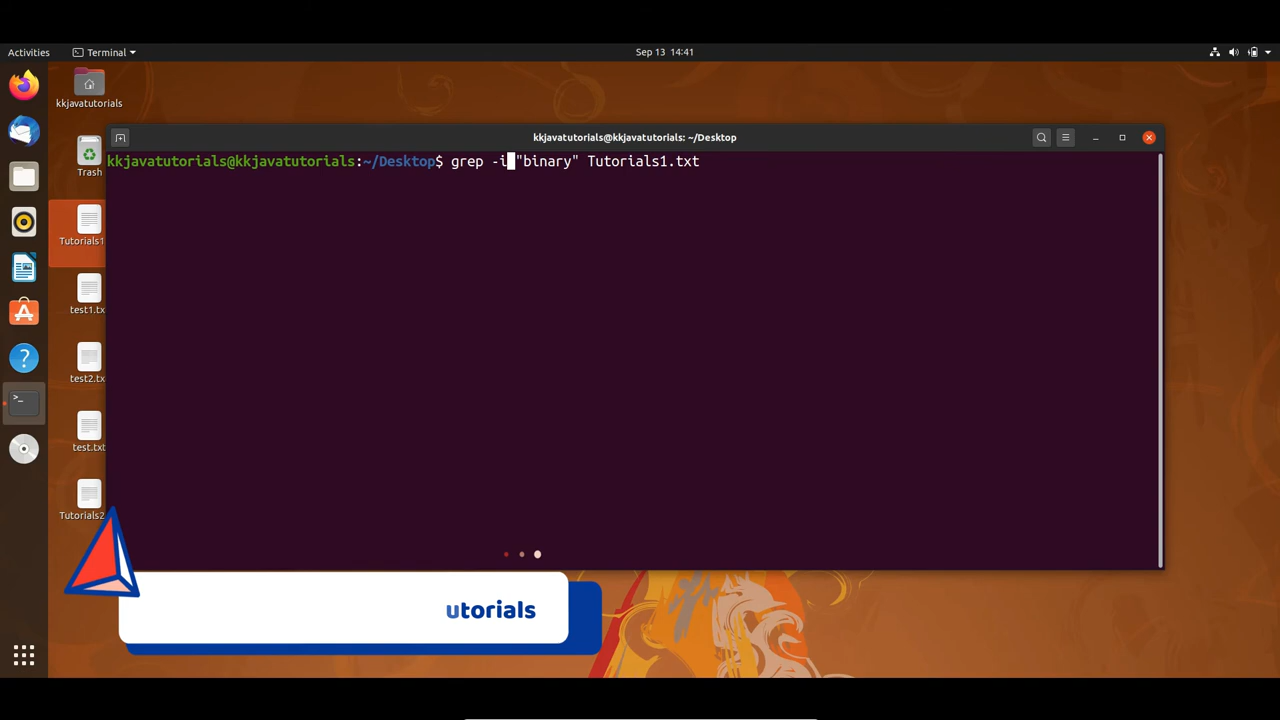 Activities
Terminal
Sep 13 14:41
kkjavatutorials
Trash
Tutorials1
test1.tx
test2.tx
test.txt
Tutorials2
kkjavatutorials@kkjavatutorials: ~/Desktop
kkjavatutorials@kkjavatutorials:~/Desktop$ grep -i "binary" Tutorials1.txt
utorials